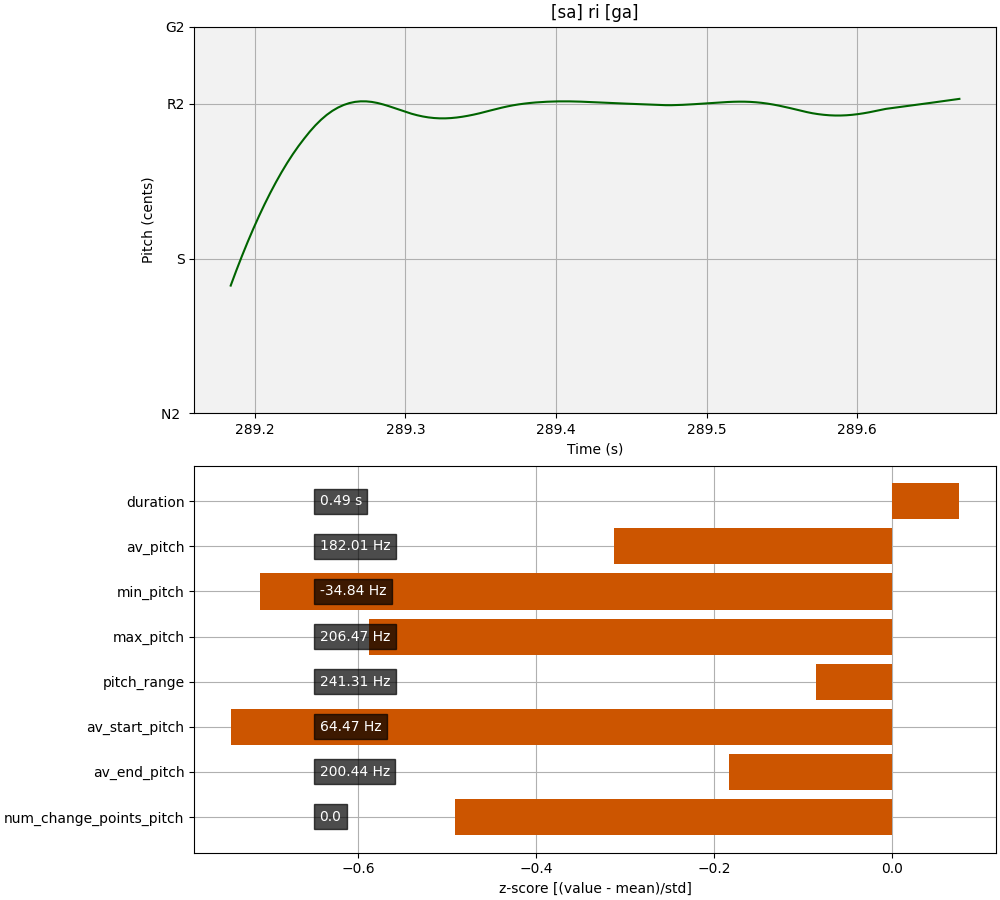 [sa] ri [ga]
G2
R2
S
N2
Pitch (cents)
289.2 289.3 289.4 289.5 289.6
Time (s)
duration 0.49 s
av_pitch 182.01 Hz
min_pitch -34.84 Hz
max_pitch 206.47 Hz
pitch_range 241.31 Hz
av_start_pitch 64.47 Hz
av_end_pitch 200.44 Hz
num_change_points_pitch 0.0
−0.6 −0.4 −0.2 0.0
z-score [(value - mean)/std]